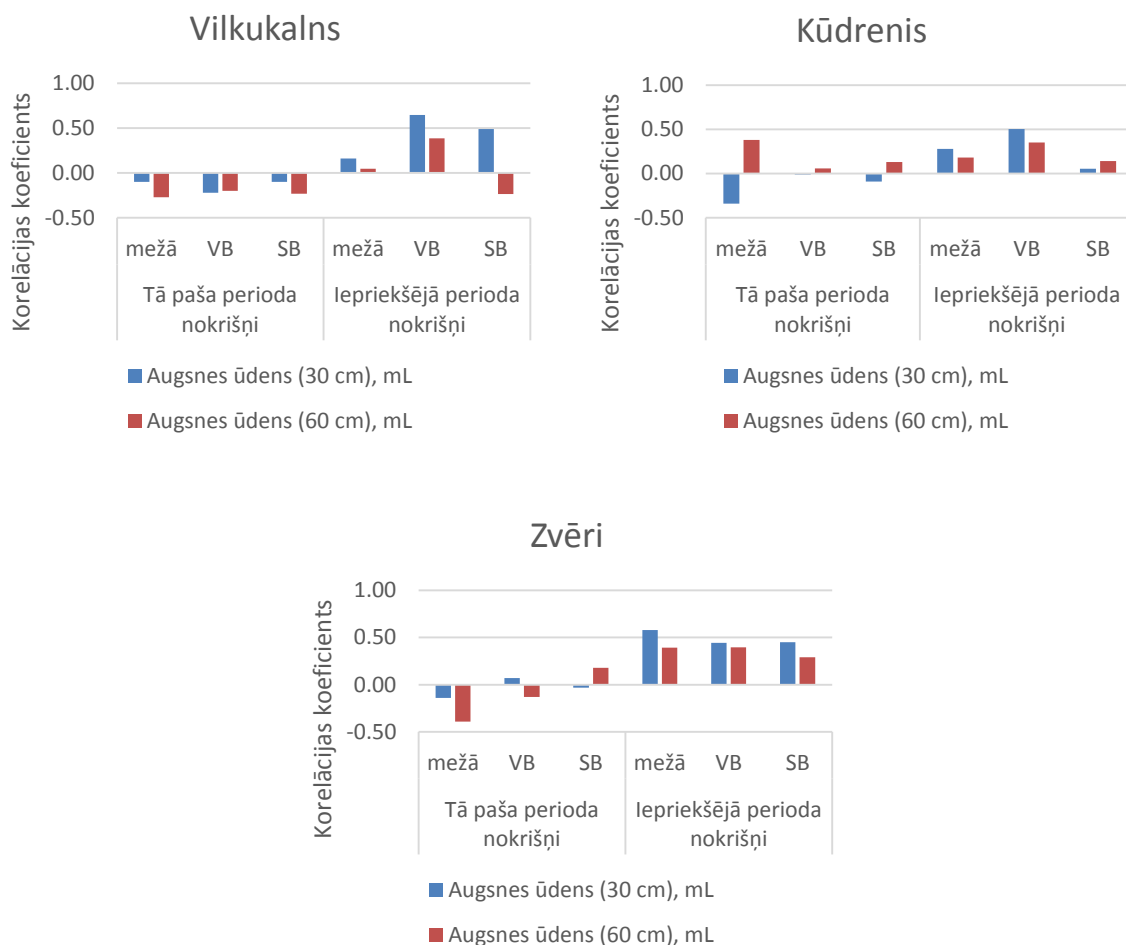 Vilkukalns
Korelācijas koeficients
1.00
0.50
0.00
-0.50
mežā VB SB mežā VB SB
Tā paša perioda nokrišņi Iepriekšējā perioda nokrišņi
Augsnes ūdens (30 cm), mL
Augsnes ūdens (60 cm), mL
Kūdrenis
Korelācijas koeficients
1.00
0.50
0.00
-0.50
mežā VB SB mežā VB SB
Tā paša perioda nokrišņi Iepriekšējā perioda nokrišņi
Augsnes ūdens (30 cm), mL
Augsnes ūdens (60 cm), mL
Zvēri
Korelācijas koeficients
1.00
0.50
0.00
-0.50
mežā VB SB mežā VB SB
Tā paša perioda nokrišņi Iepriekšējā perioda nokrišņi
Augsnes ūdens (30 cm), mL
Augsnes ūdens (60 cm), mL